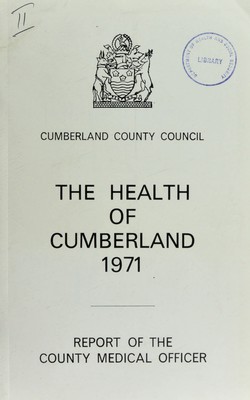 II
LIBRARY
CUMBERLAND COUNTY COUNCIL
THE HEALTH
OF
CUMBERLAND
1971
REPORT OF THE
COUNTY MEDICAL OFFICER